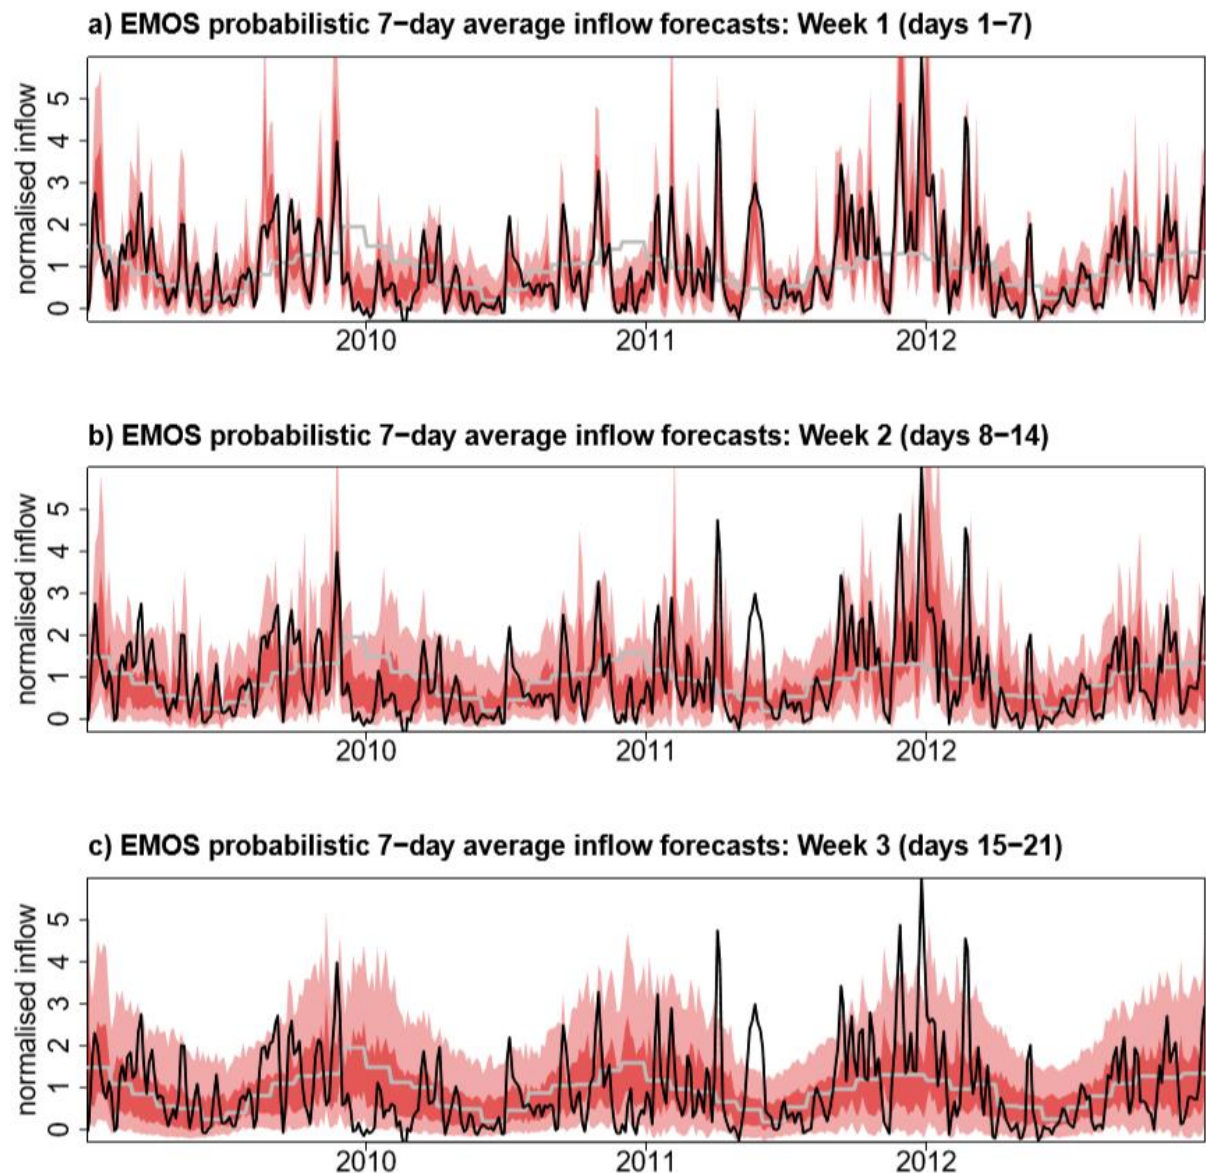 a) EMOS probabilistic 7−day average inflow forecasts: Week 1 (days 1−7)
normalised inflow
5
4
3
2
1
0
2010 2011 2012
b) EMOS probabilistic 7−day average inflow forecasts: Week 2 (days 8−14)
normalised inflow
5
4
3
2
1
0
2010 2011 2012
c) EMOS probabilistic 7−day average inflow forecasts: Week 3 (days 15−21)
normalised inflow
5
4
3
2
1
0
2010 2011 2012